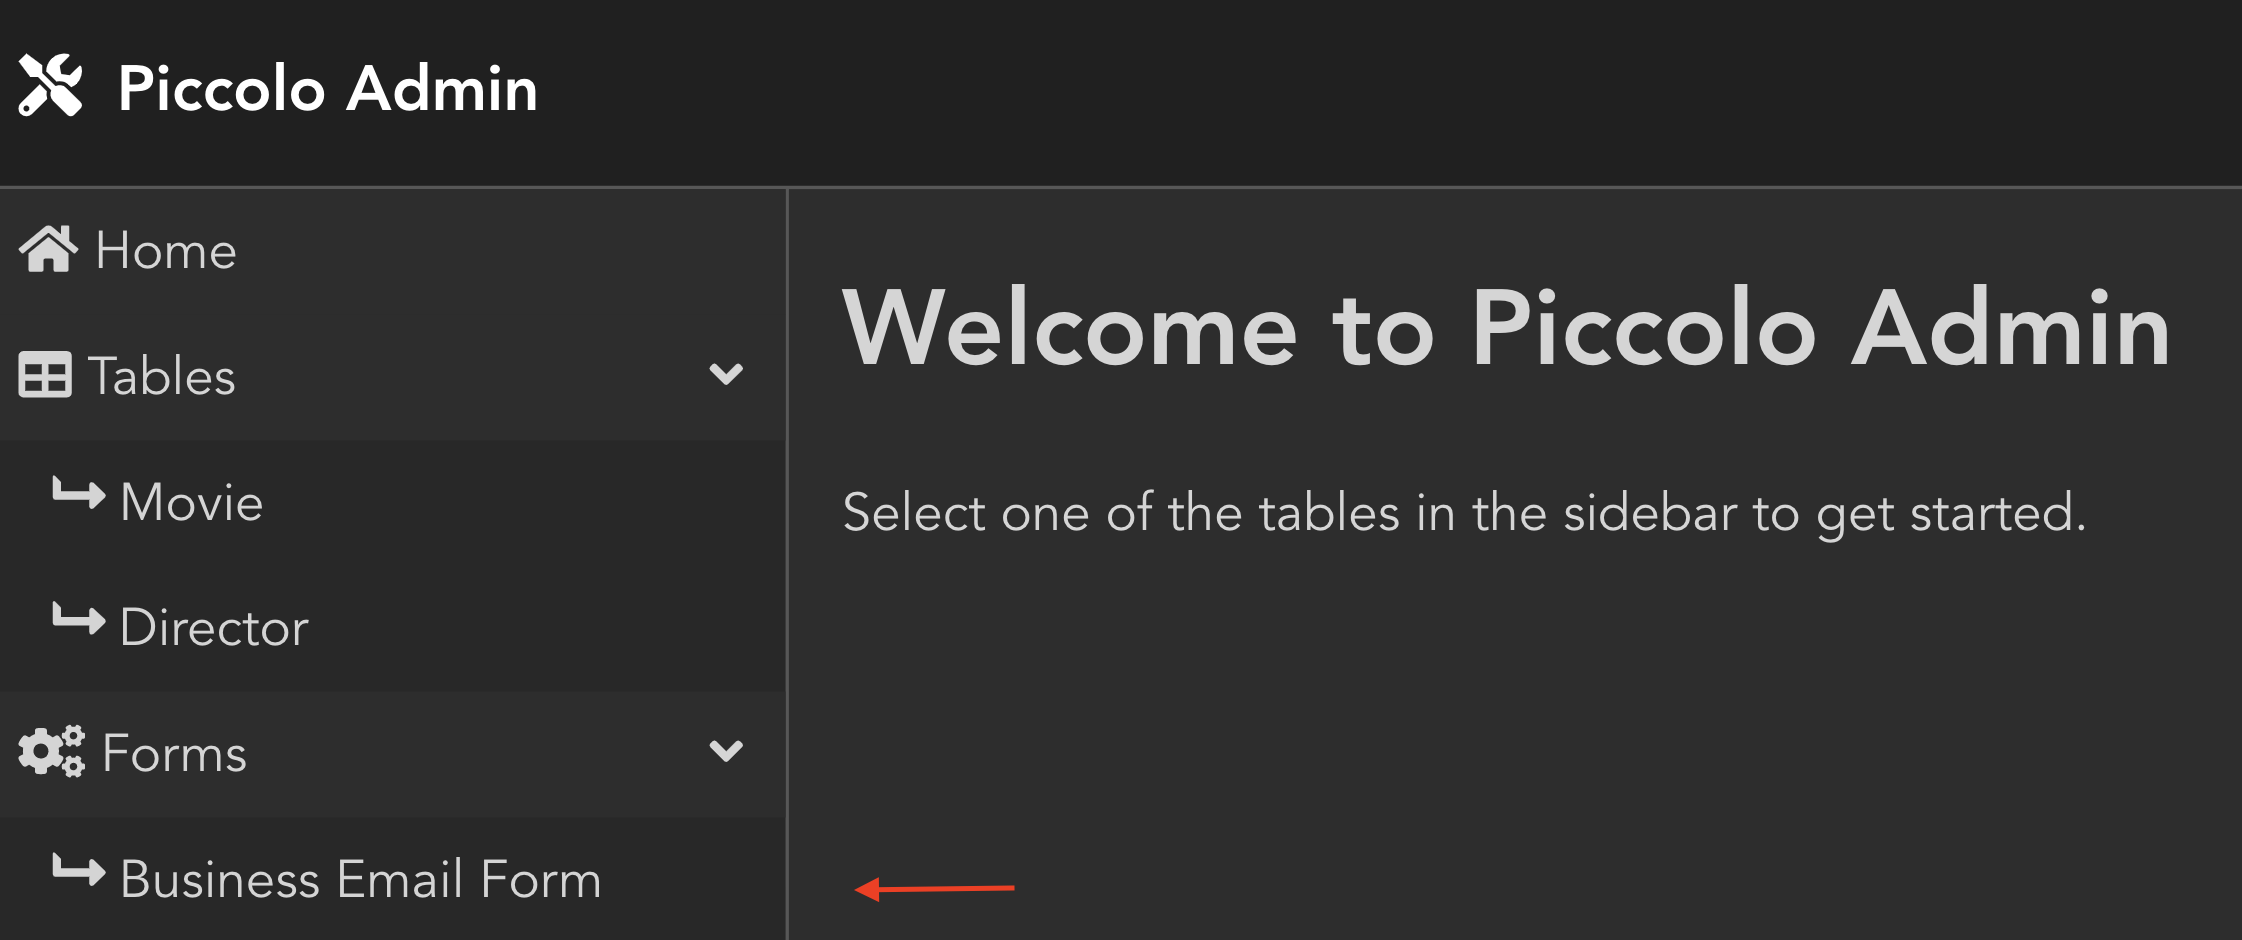 Piccolo Admin
Home
Tables
Movie
Director
Forms
Business Email Form
Welcome to Piccolo Admin
Select one of the tables in the sidebar to get started.